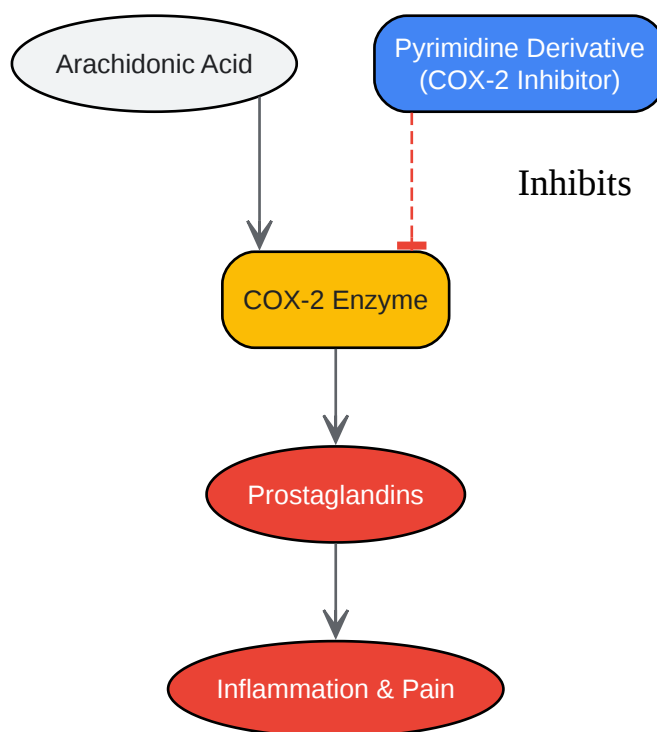 Arachidonic Acid
Pyrimidine Derivative
(COX-2 Inhibitor)
Inhibits
COX-2 Enzyme
Prostaglandins
Inflammation & Pain